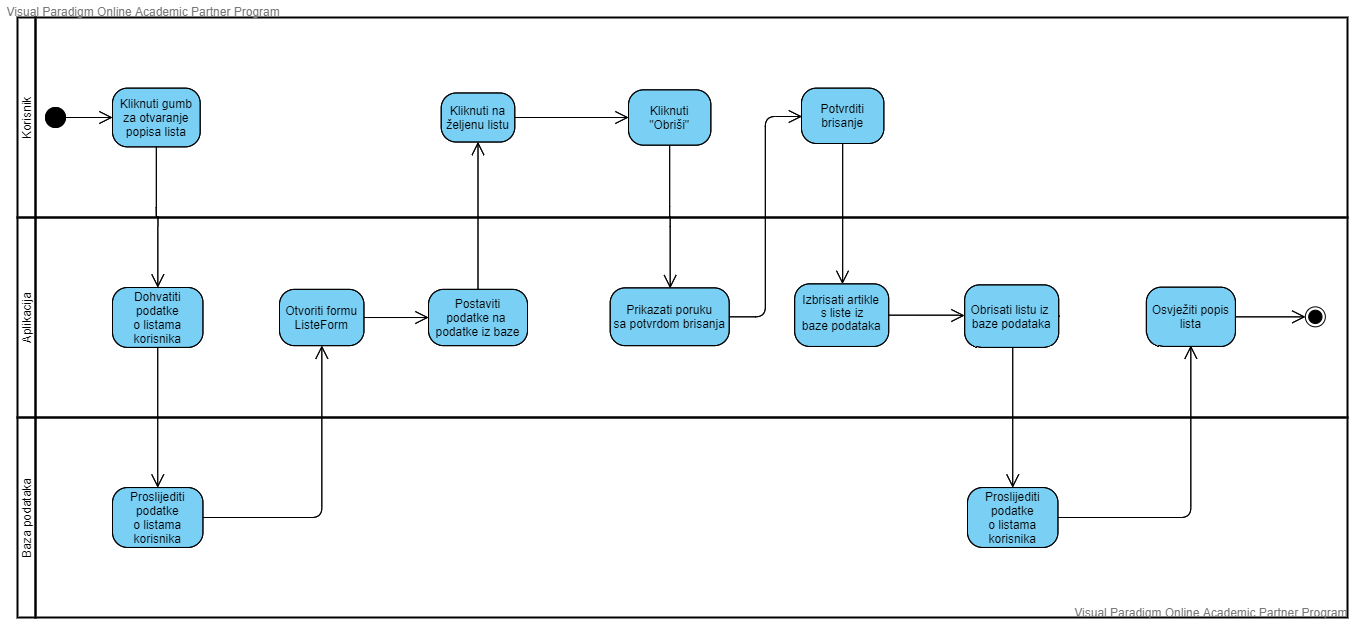 Visual Paradigm Online Academic Partner Program
Korisnik
Kliknuti gumb
za otvaranje
popisa lista
Kliknuti na
željenu listu
Kliknuti
"Obriši"
Potvrditi
brisanje
Aplikacija
Dohvatiti
podatke
o listama
korisnika
Otvoriti formu
ListeForm
Postaviti
podatke na
podatke iz baze
Prikazati poruku
sa potvrdom brisanja
Izbrisati artikle
s liste iz
baze podataka
Obrisati listu iz
baze podataka
Osvježiti popis
lista
Baza podataka
Proslijediti
podatke
o listama
korisnika
Proslijediti
podatke
o listama
korisnika
Visual Paradigm Online Academic Partner Program